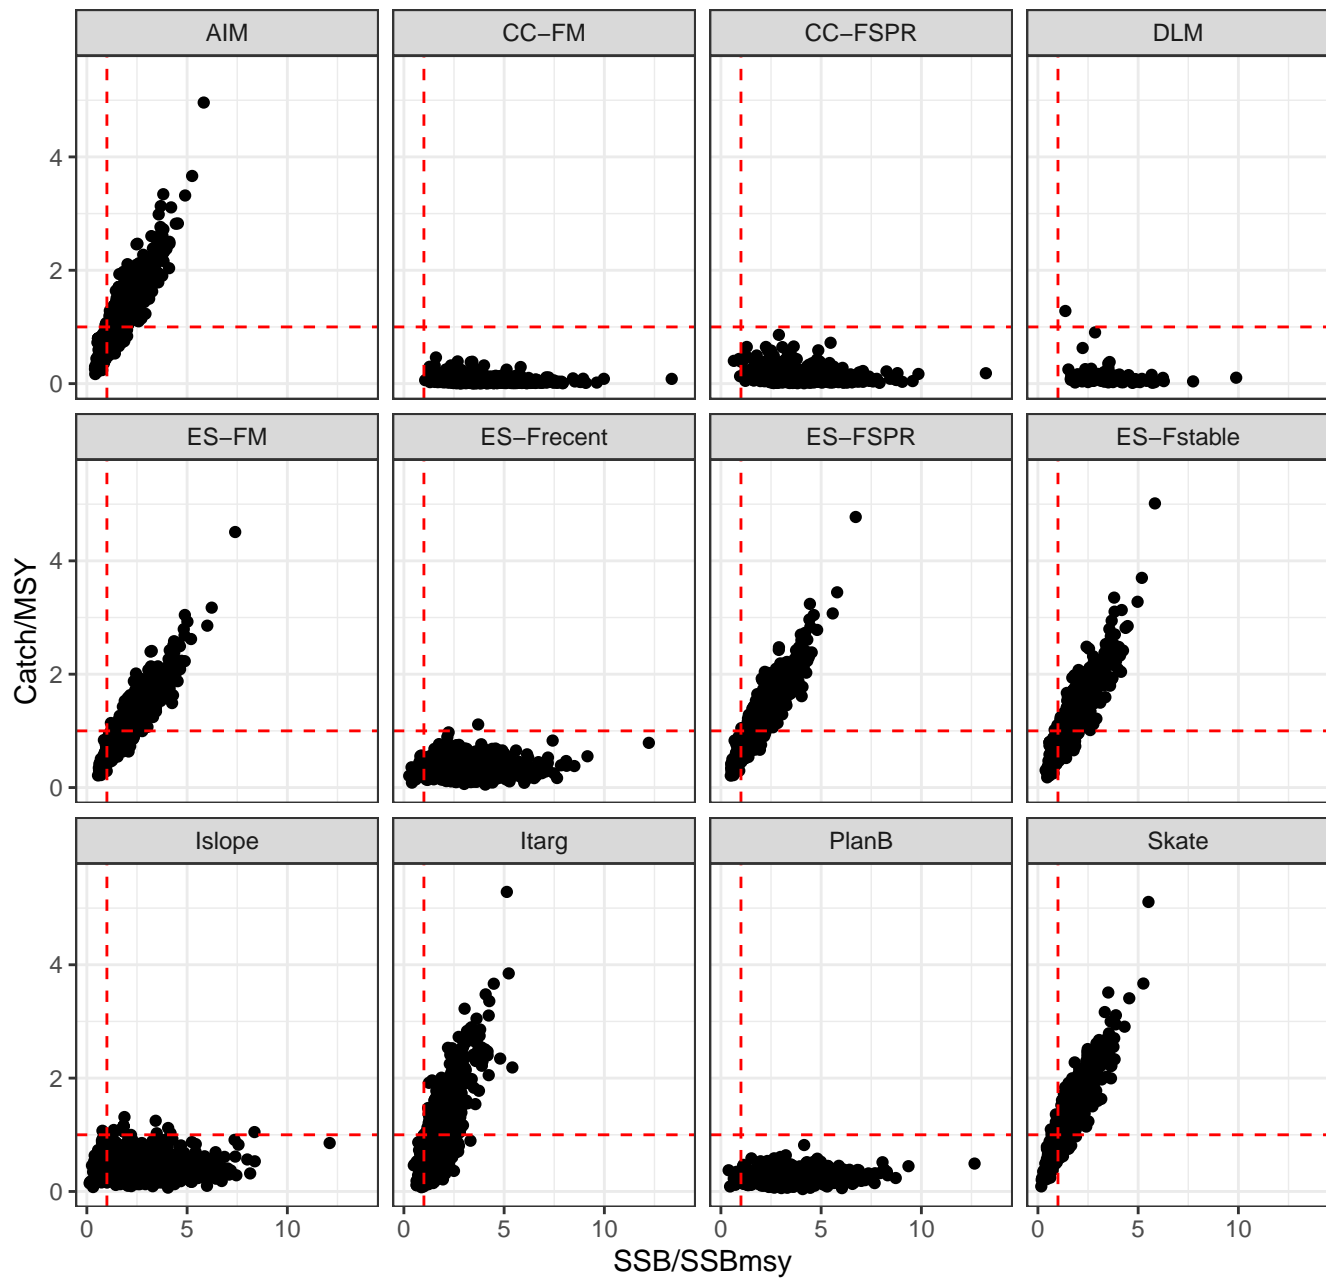 AIM CC−FM CC−FSPR DLM
4
2
0
ES−FM ES−Frecent ES−FSPR ES−Fstable
4
2
0
Islope Itarg PlanB Skate
4
2
0
0 5 10 0 5 10 0 5 10 0 5 10
SSB/SSBmsy
Catch/MSY